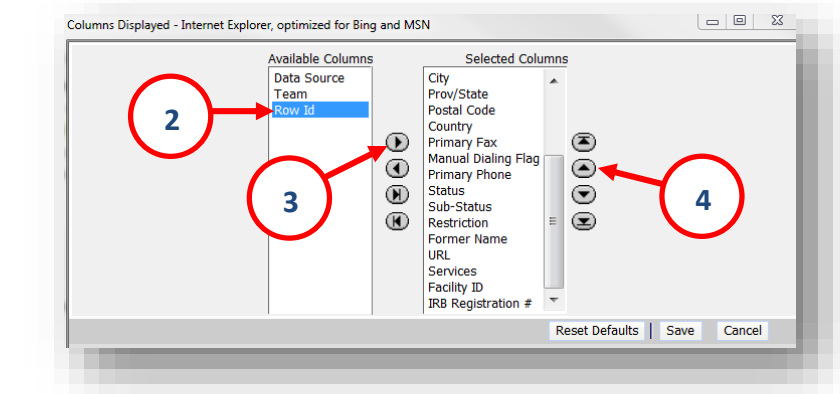 Columns Displayed - Internet Explorer, optimized for Bing and MSN
Available Columns
Data Source
Team
Row Id
Selected Columns
City
Prov/State
Postal Code
Country
Primary Fax
Manual Dialing Flag
Primary Phone
Status
Sub-Status
Restriction
Former Name
URL
Services
Facility ID
IRB Registration #
2
3
4
Reset Defaults | Save Cancel